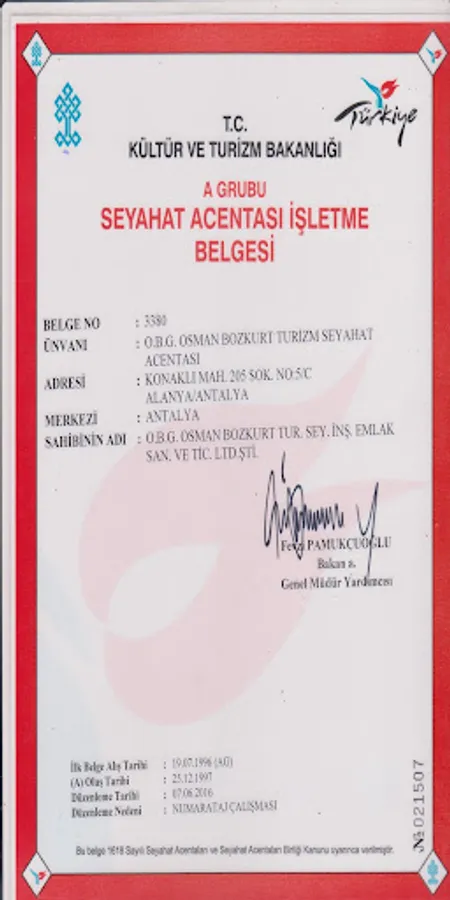 Türkiye
T.C.
KÜLTÜR VE TURİZM BAKANLIĞI
A GRUBU
SEYAHAT ACENTASI İŞLETME
BELGESİ
BELGE NO : 3380
ÜNVANI : O.B.G. OSMAN BOZKURT TURİZM SEYAHAT
ACENTASI
ADRESİ : KONAKLI MAH. 205 SOK. NO:5/C
ALANYA/ANTALYA
MERKEZİ : ANTALYA
SAHİBİNİN ADI : O.B.G. OSMAN BOZKURT TUR. SEY. İNŞ. EMLAK
SAN. VE TİC. LTD.ŞTİ.
Fevzi PAMUKÇUOĞLU
Bakan a.
Genel Müdür Yardımcısı
İlk Belge Alış Tarihi : 19.07.1996 (AG)
(A) Oluş Tarihi : 25.12.1997
Düzenleme Tarihi : 07.06.2016
Düzenleme Nedeni : NUMARATAJ ÇALIŞMASI
№ 021507
Bu belge 1618 Sayılı Seyahat Acentaları ve Seyahat Acentaları Birliği Kanunu uyarınca verilmiştir.